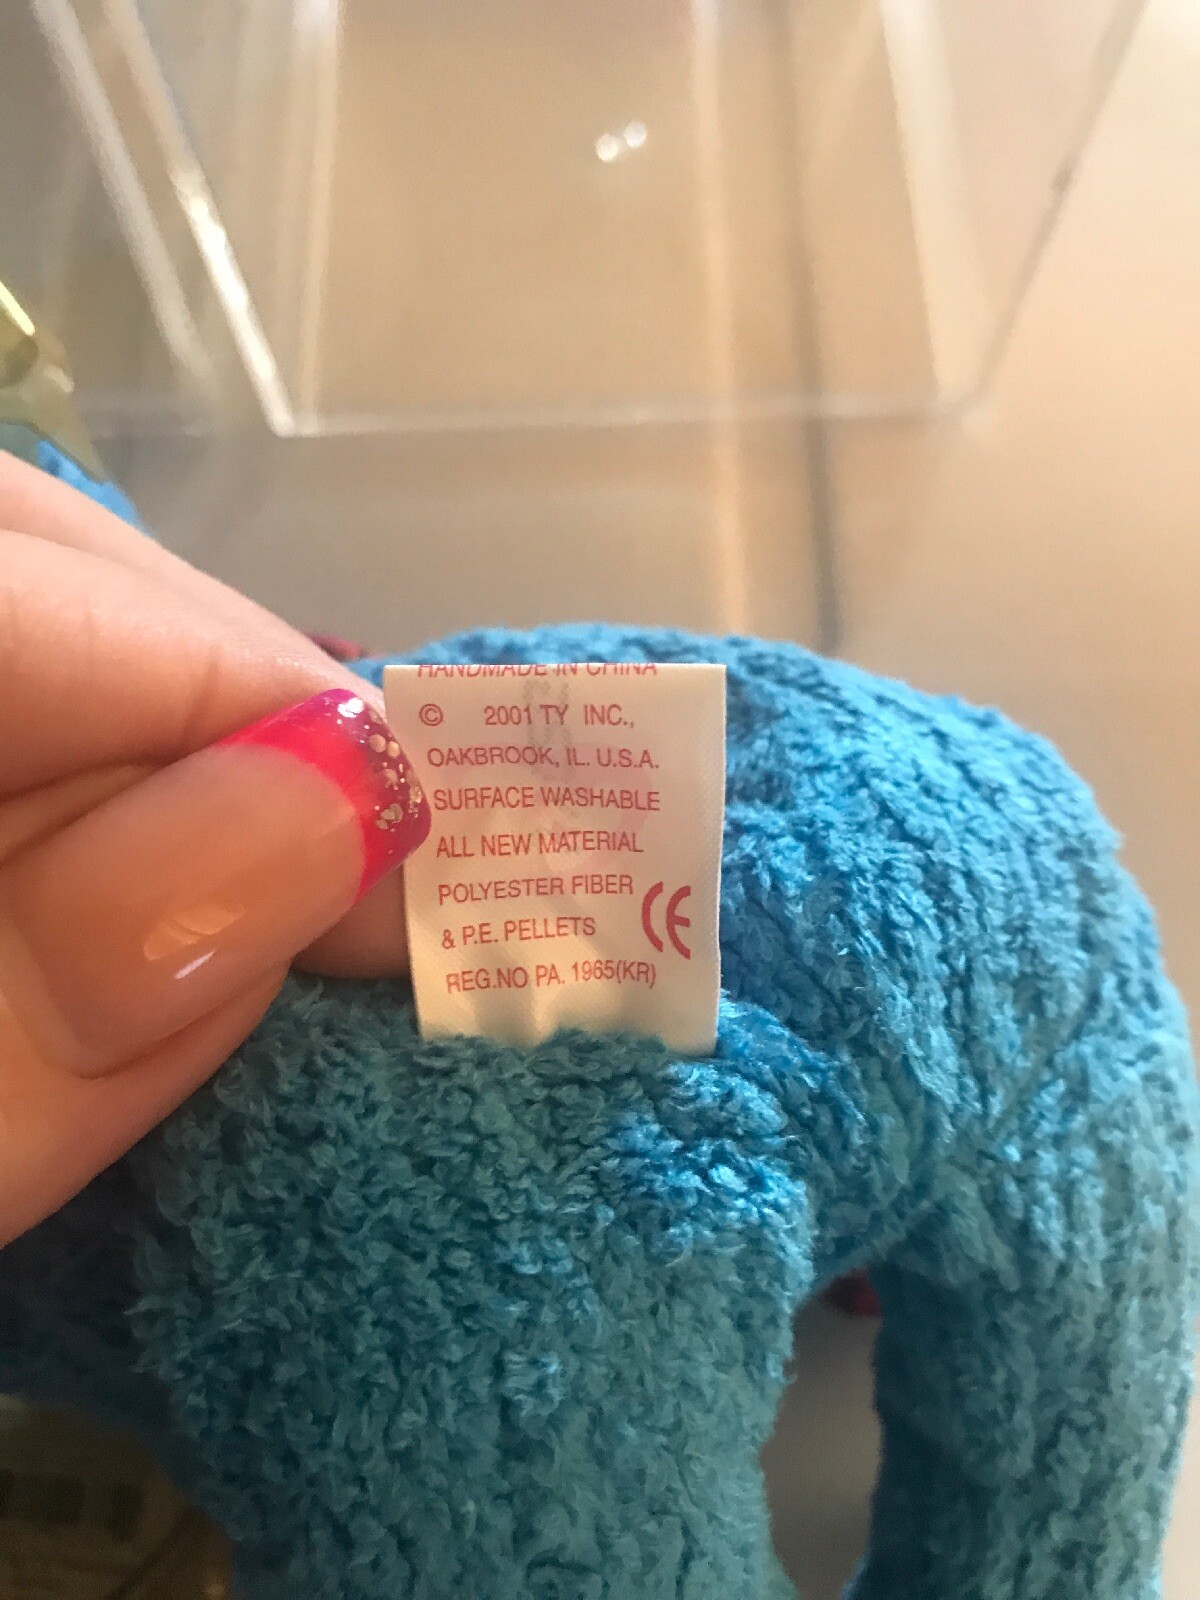 HANDMADE IN CHINA
© 2001 TY INC.,
OAKBROOK, IL. U.S.A.
SURFACE WASHABLE
ALL NEW MATERIAL
POLYESTER FIBER
& P.E. PELLETS CE
REG.NO PA. 1965(KR)